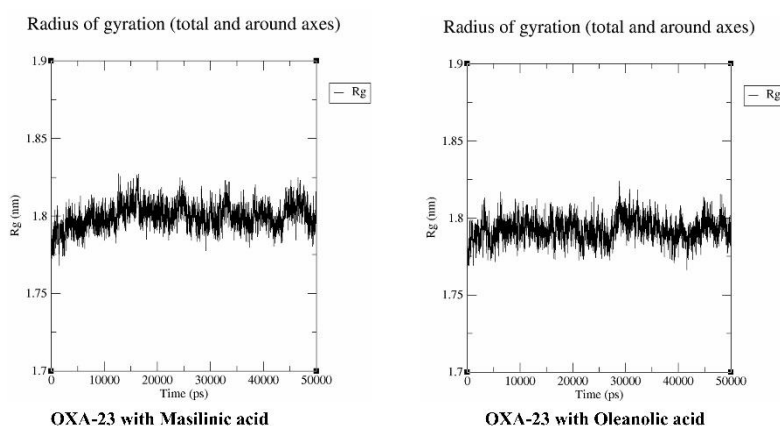 Radius of gyration (total and around axes)
1.9
1.85
1.8
1.75
1.7
Rg (nm)
Rg
0 10000 20000 30000 40000 50000
Time (ps)
OXA-23 with Masilinic acid
Radius of gyration (total and around axes)
1.9
1.85
1.8
1.75
1.7
Rg (nm)
Rg
0 10000 20000 30000 40000 50000
Time (ps)
OXA-23 with Oleanolic acid